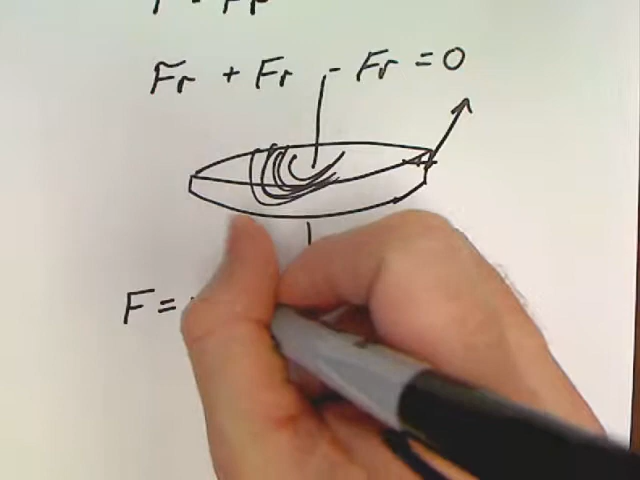 Fr + Fr - Fr = 0
F =